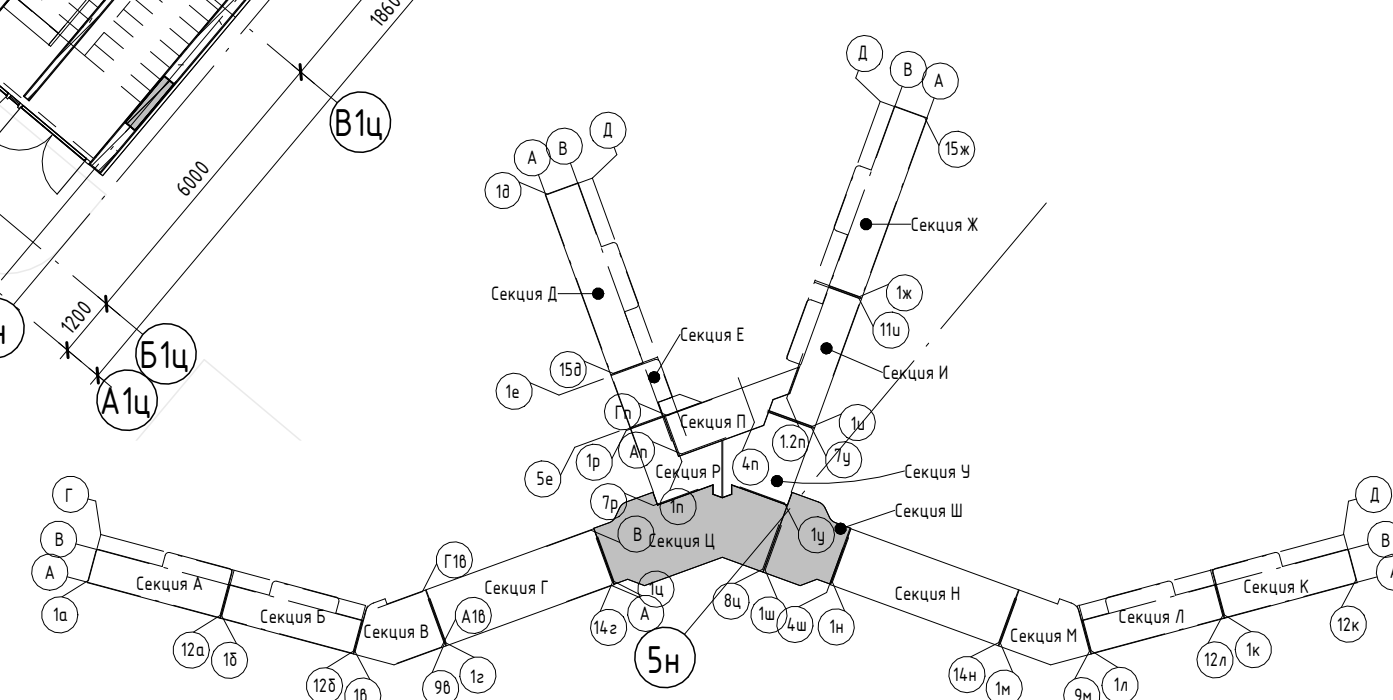 1860
В1ц
6000
1200
Б1ц
А1ц
Д
В
А
15ж
Секция Ж
1ж
11и
Секция И
А
В
Д
1д
Секция Д
Секция Е
15д
1е
Гп
Секция П
1и
1.2п
7у
Ап
1р
5е
4п
Секция Р
Секция У
7р
1п
Секция Ш
В
Секция Ц
1у
Г
В
А
1а
Секция А
12а
1б
Секция Б
12б
1в
Секция В
Г1в
А1в
9в
1г
Секция Г
14г
А
1ц
5н
8ц
1ш
4ш
1н
Секция Н
14н
1м
Секция М
9м
1л
Секция Л
12л
1к
Секция К
12к
Д
В